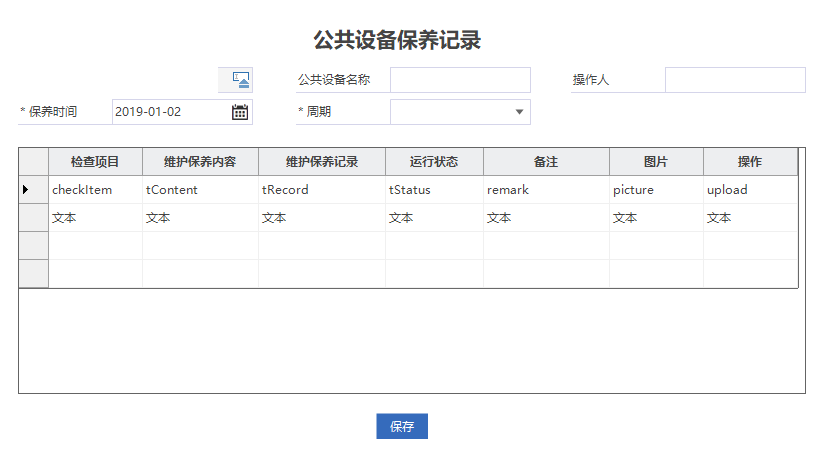 公共设备保养记录
公共设备名称 操作人
* 保养时间 2019-01-02 * 周期
检查项目 维护保养内容 维护保养记录 运行状态 备注 图片 操作
checkItem tContent tRecord tStatus remark picture upload
文本 文本 文本 文本 文本 文本 文本
保存